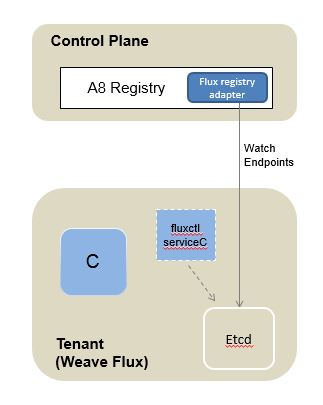 Control Plane
A8 Registry
Flux registry
adapter
Watch
Endpoints
fluxctl
serviceC
C
Etcd
Tenant
(Weave Flux)